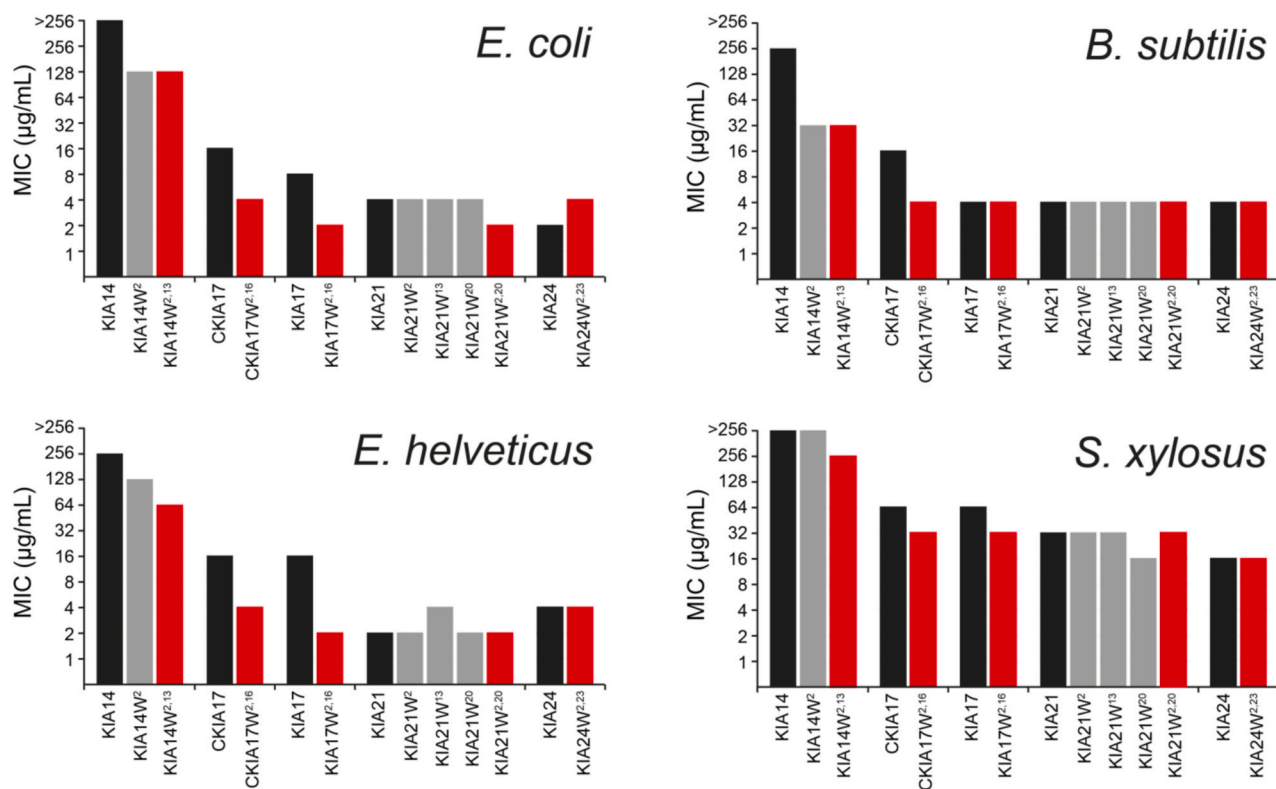 E. coli
MIC (µg/mL)
>256
256
128
64
32
16
8
4
2
1
KIA14
KIA14W²
KIA14W²·¹³
CKIA17
CKIA17W²·¹⁶
KIA17
KIA17W²·¹⁶
KIA21
KIA21W²
KIA21W¹³
KIA21W²⁰
KIA21W²·²⁰
KIA24
KIA24W²·²³
B. subtilis
MIC (µg/mL)
>256
256
128
64
32
16
8
4
2
1
KIA14
KIA14W²
KIA14W²·¹³
CKIA17
CKIA17W²·¹⁶
KIA17
KIA17W²·¹⁶
KIA21
KIA21W²
KIA21W¹³
KIA21W²⁰
KIA21W²·²⁰
KIA24
KIA24W²·²³
E. helveticus
MIC (µg/mL)
>256
256
128
64
32
16
8
4
2
1
KIA14
KIA14W²
KIA14W²·¹³
CKIA17
CKIA17W²·¹⁶
KIA17
KIA17W²·¹⁶
KIA21
KIA21W²
KIA21W¹³
KIA21W²⁰
KIA21W²·²⁰
KIA24
KIA24W²·²³
S. xylosus
MIC (µg/mL)
>256
256
128
64
32
16
8
4
2
1
KIA14
KIA14W²
KIA14W²·¹³
CKIA17
CKIA17W²·¹⁶
KIA17
KIA17W²·¹⁶
KIA21
KIA21W²
KIA21W¹³
KIA21W²⁰
KIA21W²·²⁰
KIA24
KIA24W²·²³